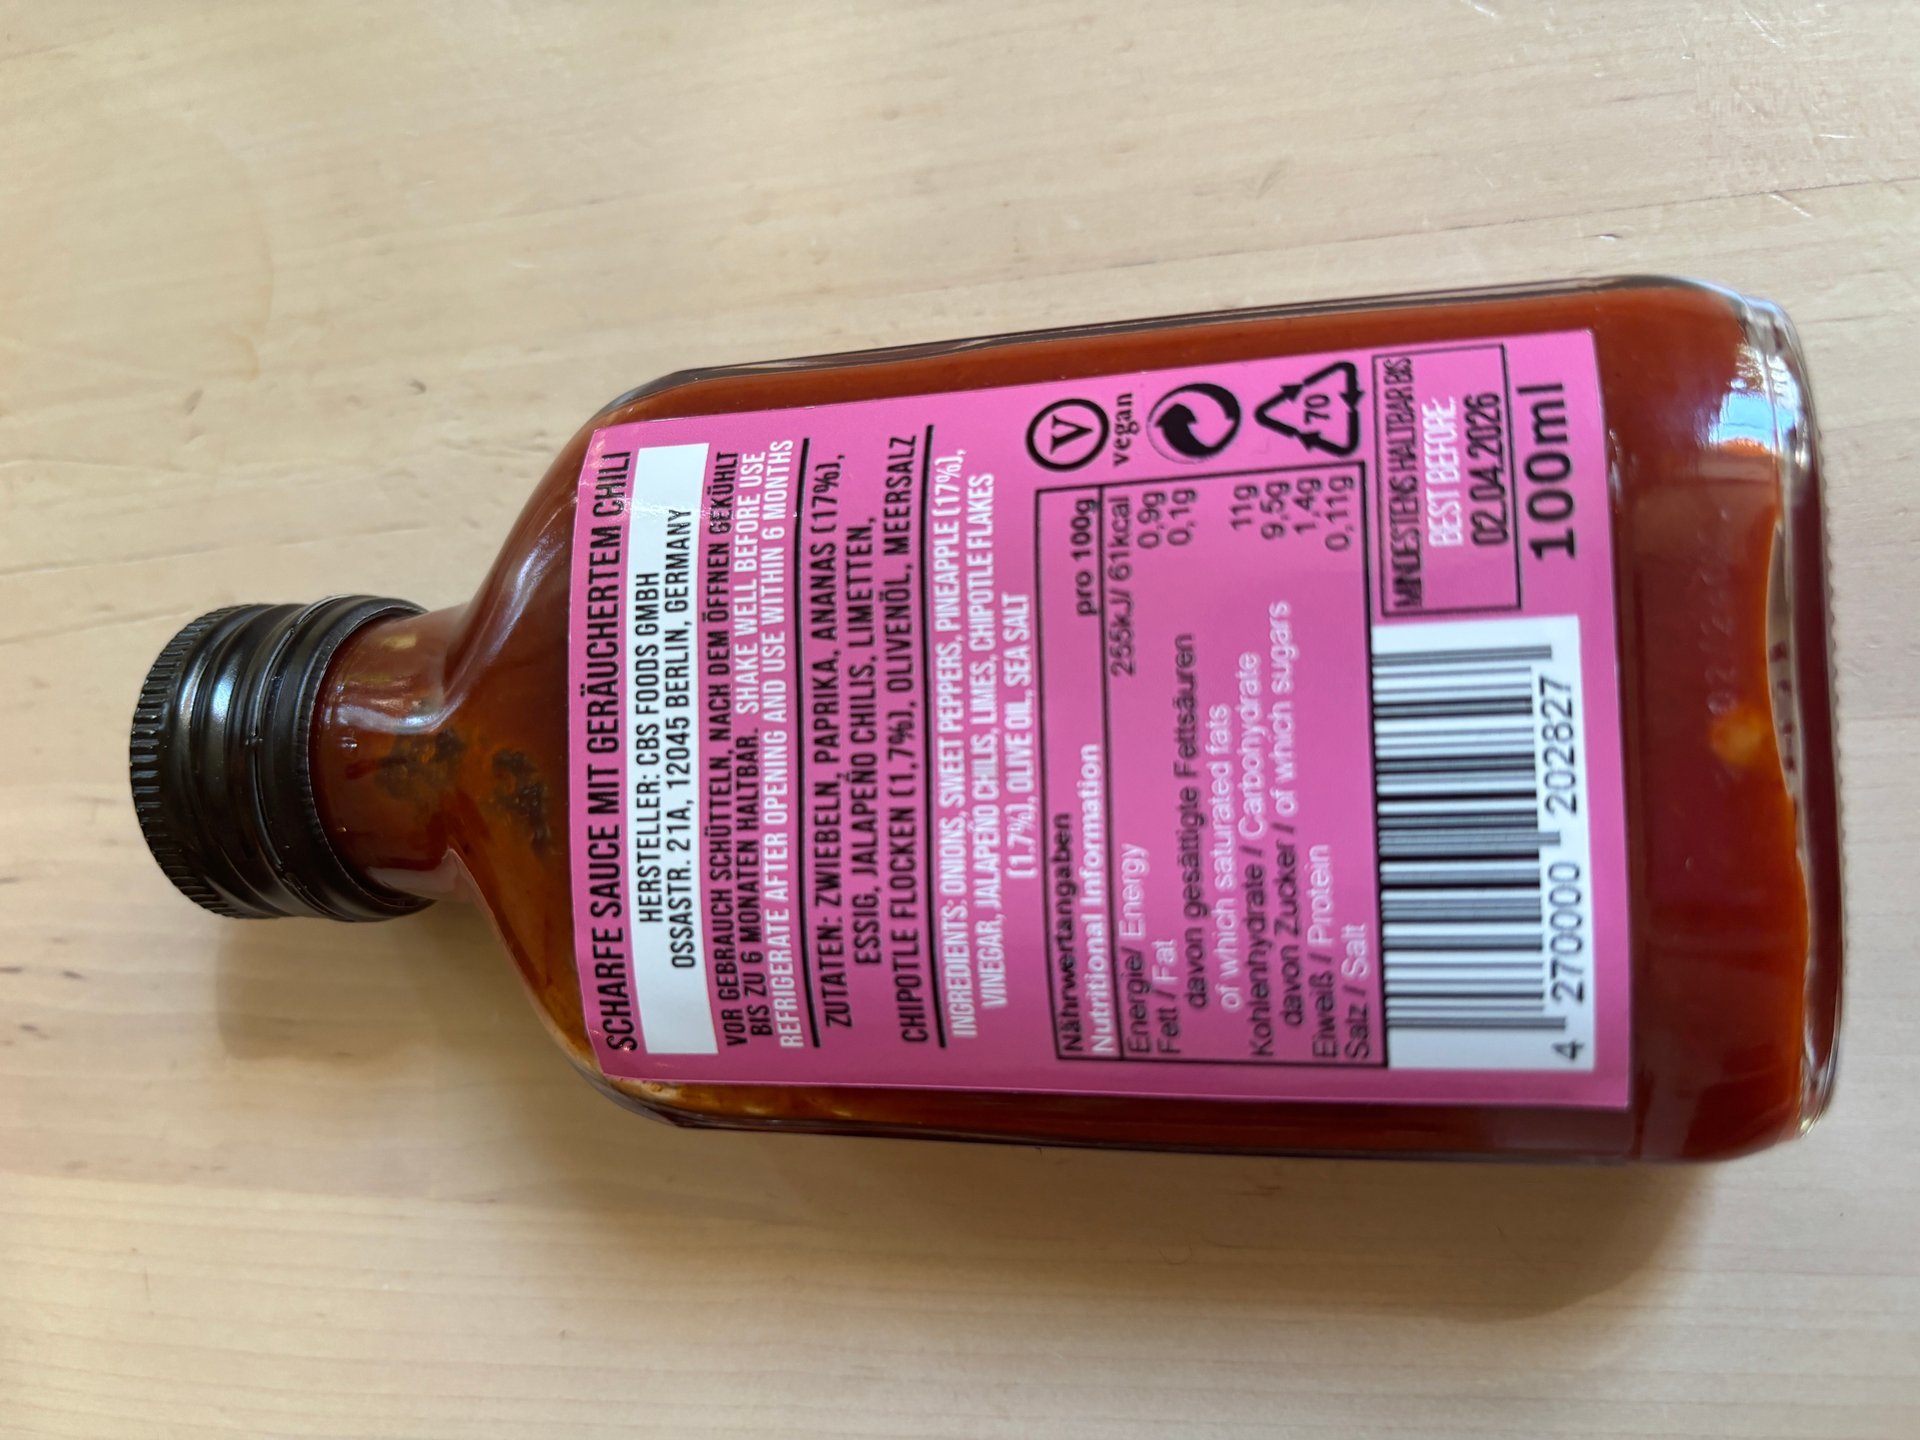 SCHARFE SAUCE MIT GERÄUCHERTEM CHILI
HERSTELLER: CBS FOODS GMBH
OSSASTR. 21A, 12045 BERLIN, GERMANY
VOR GEBRAUCH SCHÜTTELN, NACH DEM ÖFFNEN GEKÜHLT
BIS ZU 6 MONATEN HALTBAR. SHAKE WELL BEFORE USE
REFRIGERATE AFTER OPENING AND USE WITHIN 6 MONTHS
ZUTATEN: ZWIEBELN, PAPRIKA, ANANAS (17%),
ESSIG, JALAPEÑO CHILIS, LIMETTEN,
CHIPOTLE FLOCKEN (1,7%), OLIVENÖL, MEERSALZ
INGREDIENTS: ONIONS, SWEET PEPPERS, PINEAPPLE (17%),
VINEGAR, JALAPEÑO CHILIS, LIMES, CHIPOTLE FLAKES
(1.7%), OLIVE OIL, SEA SALT
Nährwertangaben
Nutritional Information pro 100g
Energie/ Energy 255kJ/ 61kcal
Fett / Fat 0,9g
davon gesättigte Fettsäuren 0,1g
of which saturated fats
Kohlenhydrate / Carbohydrate 11g
davon Zucker / of which sugars 9,5g
Eiweiß / Protein 1,4g
Salz / Salt 0,11g
V
vegan
70
MINDESTENS HALTBAR BIS
BEST BEFORE:
02.04.2026
100ml
4 270000 202827